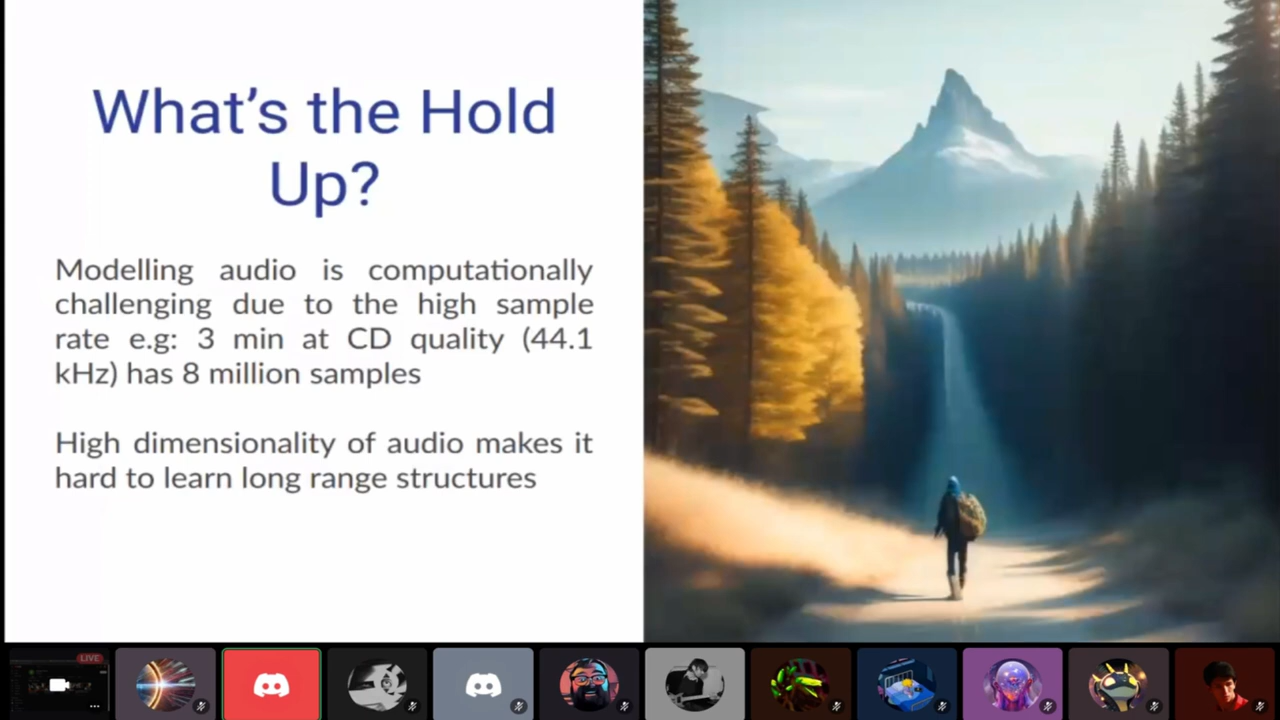 What's the Hold
Up?
Modelling audio is computationally
challenging due to the high sample
rate e.g: 3 min at CD quality (44.1
kHz) has 8 million samples
High dimensionality of audio makes it
hard to learn long range structures
LIVE